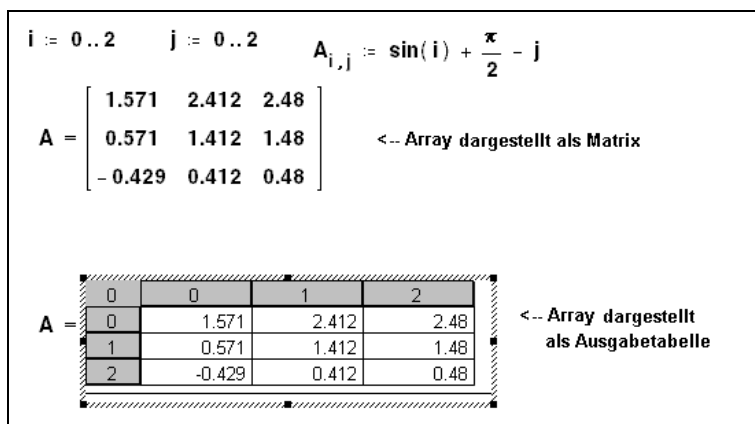 i := 0 .. 2 j := 0 .. 2 A i , j := sin( i ) + π/2 - j
1.571 2.412 2.48
A = 0.571 1.412 1.48 <-- Array dargestellt als Matrix
- 0.429 0.412 0.48
0 0 1 2
A = 0 1.571 2.412 2.48 <-- Array dargestellt
1 0.571 1.412 1.48 als Ausgabetabelle
2 -0.429 0.412 0.48